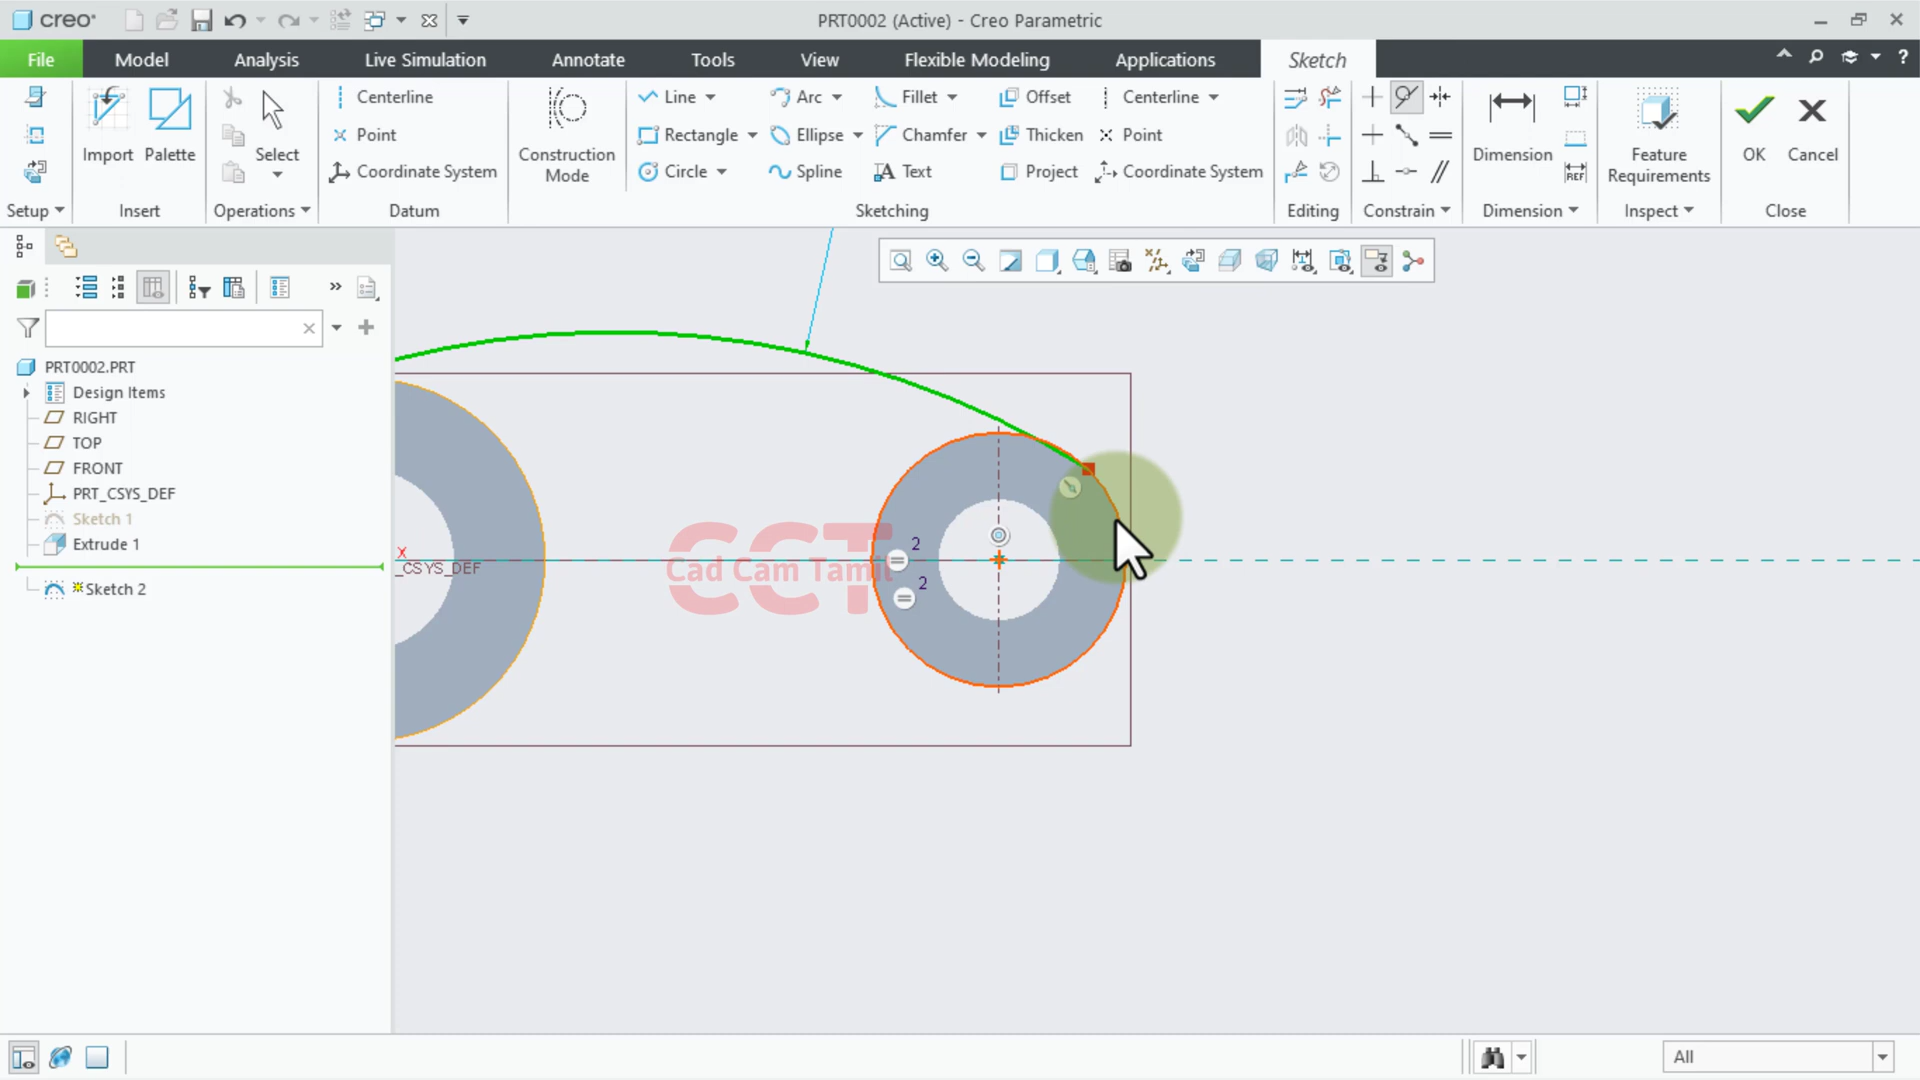 creo®
PRT0002 (Active) - Creo Parametric
File Model Analysis Live Simulation Annotate Tools View Flexible Modeling Applications Sketch
Import
Palette
Select
Centerline
Point
Coordinate System
Construction
Mode
Line Arc Fillet Offset Centerline
Rectangle Ellipse Chamfer Thicken Point
Circle Spline Text Project Coordinate System
Dimension
REF
Feature
Requirements
OK
Cancel
Setup Insert Operations Datum Sketching Editing Constrain Dimension Inspect Close
PRT0002.PRT
Design Items
RIGHT
TOP
FRONT
PRT_CSYS_DEF
Sketch 1
Extrude 1
Sketch 2
X
_CSYS_DEF
CCT
Cad Cam Tamil
2
2
All